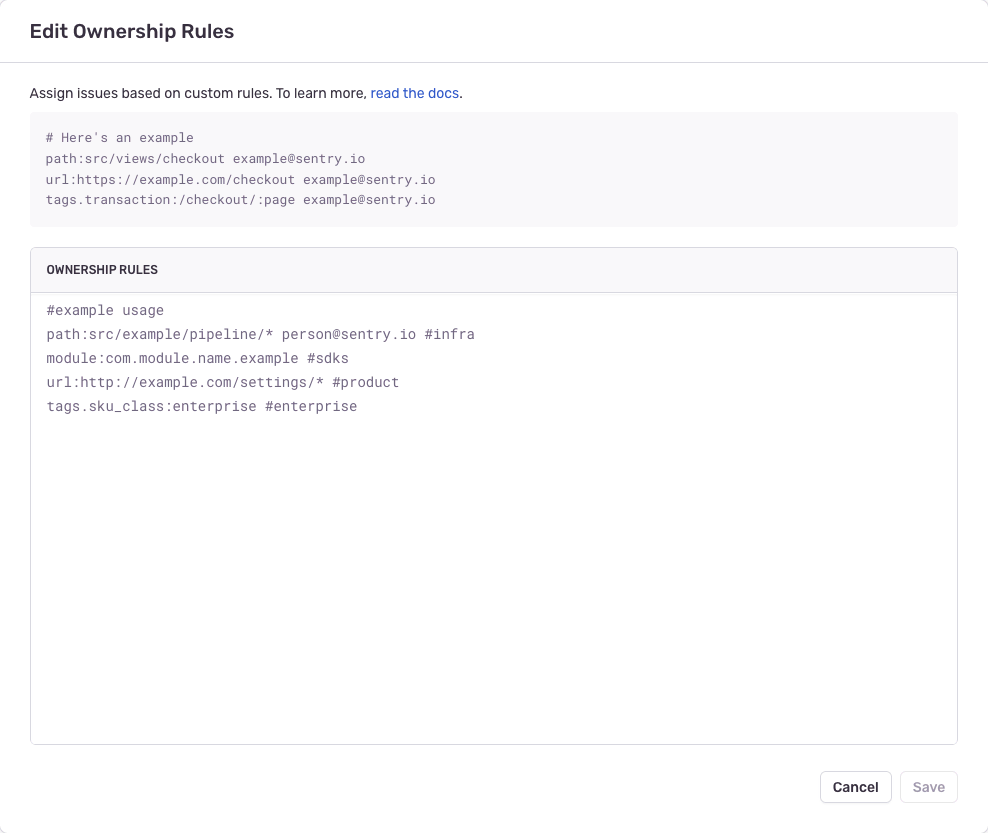 Edit Ownership Rules
Assign issues based on custom rules. To learn more, read the docs.
# Here's an example
path:src/views/checkout example@sentry.io
url:https://example.com/checkout example@sentry.io
tags.transaction:/checkout/:page example@sentry.io
OWNERSHIP RULES
#example usage
path:src/example/pipeline/* person@sentry.io #infra
module:com.module.name.example #sdks
url:http://example.com/settings/* #product
tags.sku_class:enterprise #enterprise
Cancel Save